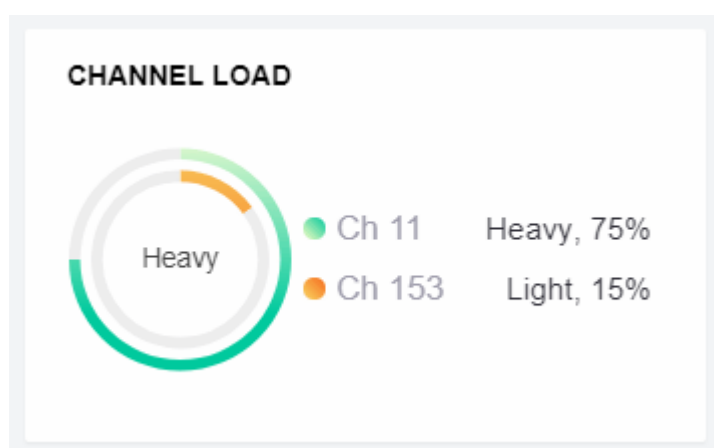 CHANNEL LOAD
Heavy
Ch 11 Heavy, 75%
Ch 153 Light, 15%